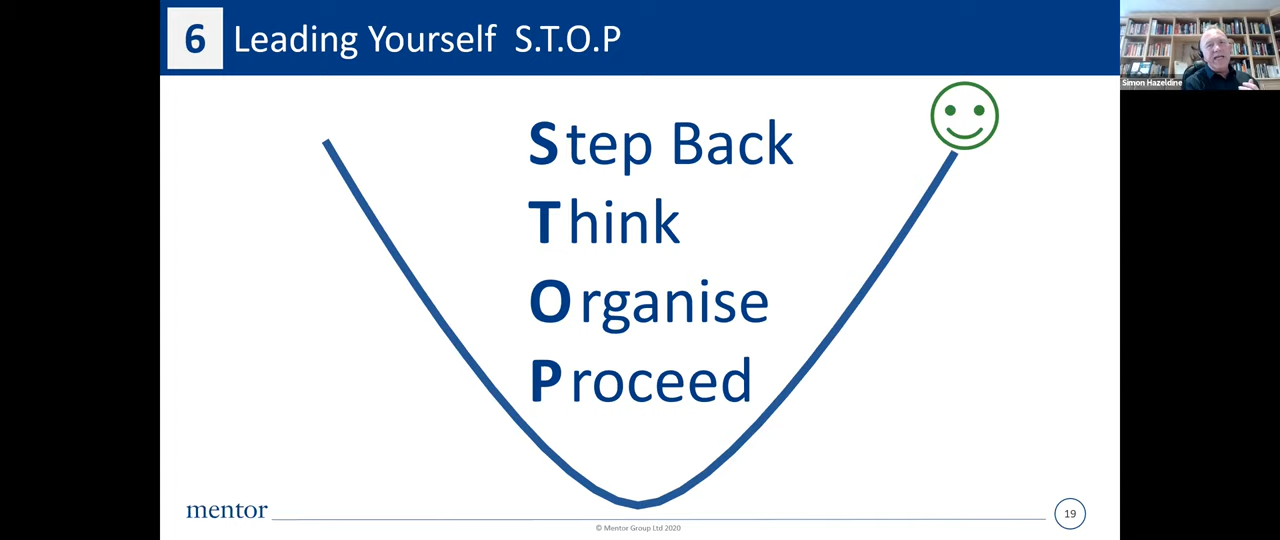 6 Leading Yourself S.T.O.P
Simon Hazeldine
Step Back
Think
Organise
Proceed
mentor
19
© Mentor Group Ltd 2020